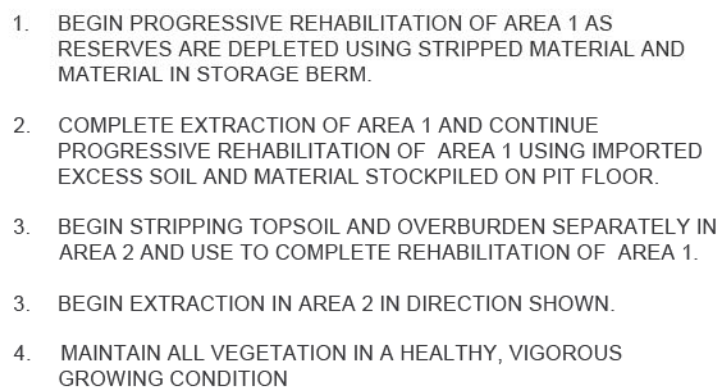 1. BEGIN PROGRESSIVE REHABILITATION OF AREA 1 AS
RESERVES ARE DEPLETED USING STRIPPED MATERIAL AND
MATERIAL IN STORAGE BERM.
2. COMPLETE EXTRACTION OF AREA 1 AND CONTINUE
PROGRESSIVE REHABILITATION OF AREA 1 USING IMPORTED
EXCESS SOIL AND MATERIAL STOCKPILED ON PIT FLOOR.
3. BEGIN STRIPPING TOPSOIL AND OVERBURDEN SEPARATELY IN
AREA 2 AND USE TO COMPLETE REHABILITATION OF AREA 1.
3. BEGIN EXTRACTION IN AREA 2 IN DIRECTION SHOWN.
4. MAINTAIN ALL VEGETATION IN A HEALTHY, VIGOROUS
GROWING CONDITION